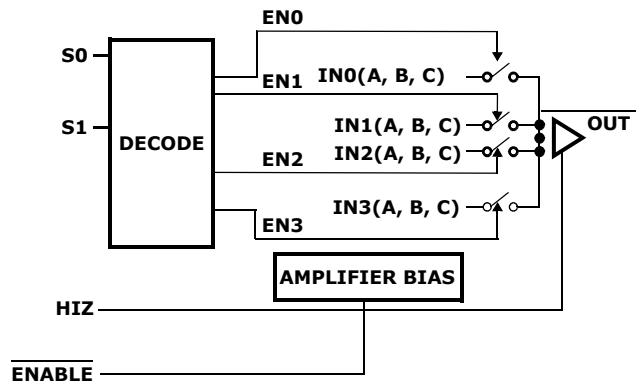 EN0
S0
IN0(A, B, C)
EN1
S1
IN1(A, B, C)
OUT
DECODE
IN2(A, B, C)
EN2
IN3(A, B, C)
EN3
AMPLIFIER BIAS
HIZ
ENABLE